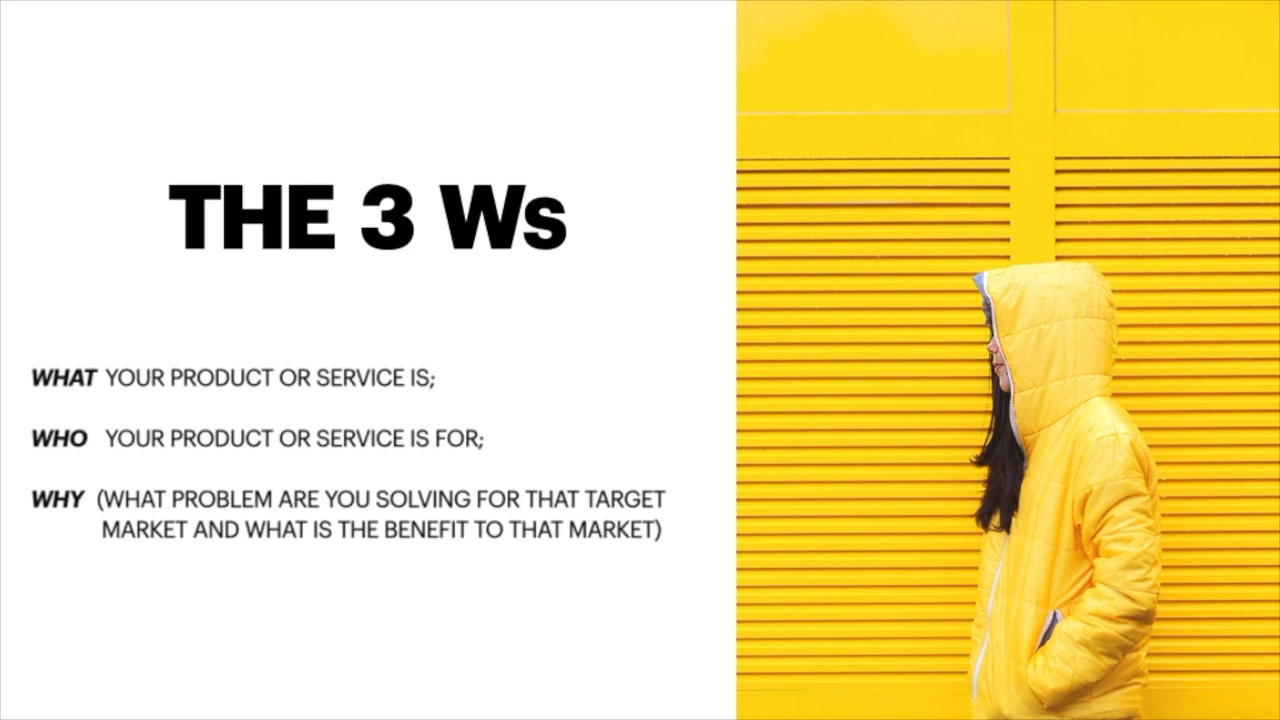 THE 3 Ws
WHAT YOUR PRODUCT OR SERVICE IS;
WHO YOUR PRODUCT OR SERVICE IS FOR;
WHY (WHAT PROBLEM ARE YOU SOLVING FOR THAT TARGET
MARKET AND WHAT IS THE BENEFIT TO THAT MARKET)